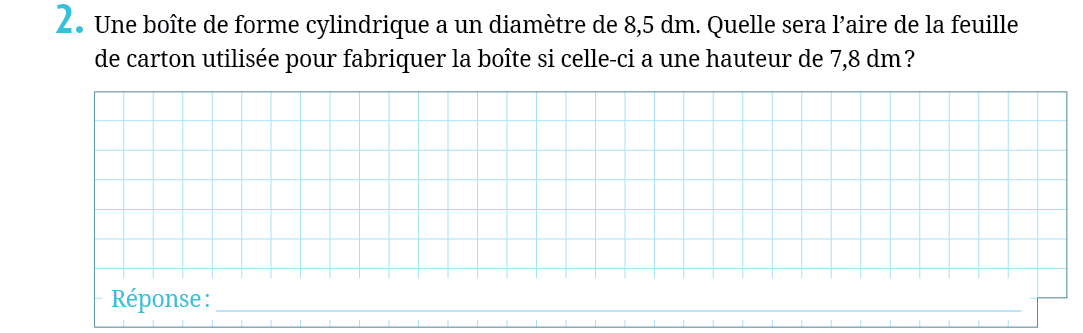 2. Une boîte de forme cylindrique a un diamètre de 8,5 dm. Quelle sera l’aire de la feuille
de carton utilisée pour fabriquer la boîte si celle-ci a une hauteur de 7,8 dm ?
Réponse :